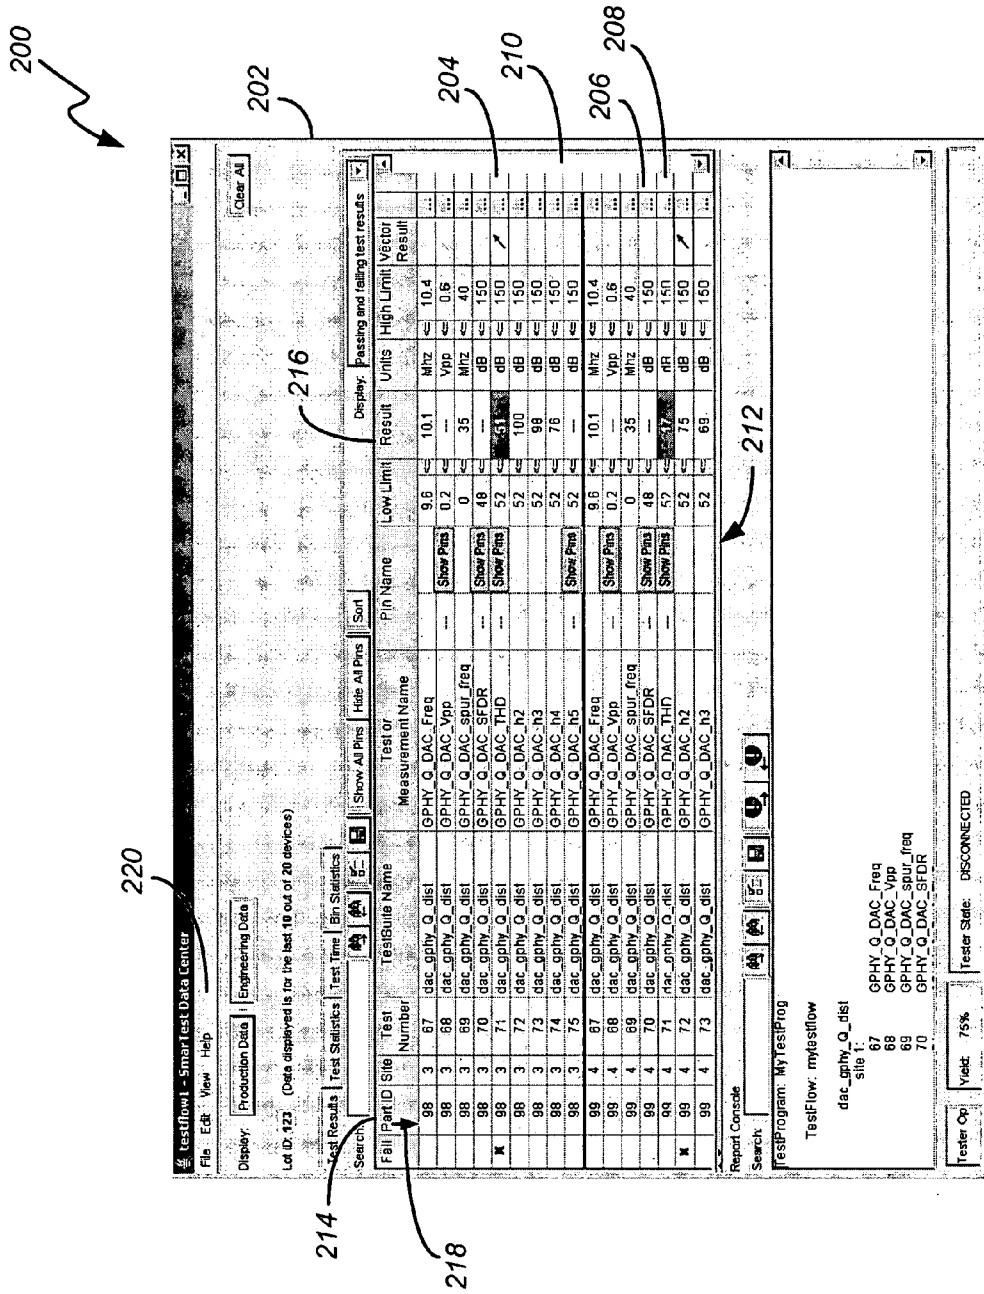 200
202
204
210
206
208
216
212
220
214
218
testflow1 - SmarTest Data Center
File Edit View Help
Display: Production Data Engineering Data Clear All
Lot ID: 123 (Data displayed is for the last 10 out of 20 devices)
Test Results Test Statistics Test Time Bin Statistics
Search: Show All Pins Hide All Pins Sort Display: Passing and failing test results
Fail Part ID Site Test Number TestSuite Name Test or Measurement Name Pin Name Low Limit Result Units High Limit Vector Result
98 3 67 dac_gphy_Q_dist GPHY_Q_DAC_Freq 9.6 <= 10.1 Mhz <= 10.4 ...
98 3 68 dac_gphy_Q_dist GPHY_Q_DAC_Vpp --- Show Pins 0.2 <= --- Vpp <= 0.6 ...
98 3 69 dac_gphy_Q_dist GPHY_Q_DAC_spur_freq 0 <= 35 Mhz <= 40 ...
98 3 70 dac_gphy_Q_dist GPHY_Q_DAC_SFDR --- Show Pins 48 <= --- dB <= 150 ...
X 98 3 71 dac_gphy_Q_dist GPHY_Q_DAC_THD --- Show Pins 52 <= 51 dB <= 150 ...
98 3 72 dac_gphy_Q_dist GPHY_Q_DAC_h2 52 <= 100 dB <= 150 ...
98 3 73 dac_gphy_Q_dist GPHY_Q_DAC_h3 52 <= 98 dB <= 150 ...
98 3 74 dac_gphy_Q_dist GPHY_Q_DAC_h4 52 <= 76 dB <= 150 ...
98 3 75 dac_gphy_Q_dist GPHY_Q_DAC_h5 --- Show Pins 52 <= --- dB <= 150 ...
99 4 67 dac_gphy_Q_dist GPHY_Q_DAC_Freq 9.6 <= 10.1 Mhz <= 10.4 ...
99 4 68 dac_gphy_Q_dist GPHY_Q_DAC_Vpp --- Show Pins 0.2 <= --- Vpp <= 0.6 ...
99 4 69 dac_gphy_Q_dist GPHY_Q_DAC_spur_freq 0 <= 35 Mhz <= 40 ...
99 4 70 dac_gphy_Q_dist GPHY_Q_DAC_SFDR --- Show Pins 48 <= --- dB <= 150 ...
99 4 71 dac_gphy_Q_dist GPHY_Q_DAC_THD --- Show Pins 52 <= 47 dB <= 150 ...
X 99 4 72 dac_gphy_Q_dist GPHY_Q_DAC_h2 52 <= 75 dB <= 150 ...
99 4 73 dac_gphy_Q_dist GPHY_Q_DAC_h3 52 <= 69 dB <= 150 ...
Report Console
Search:
TestProgram: MyTestProg
TestFlow: mytestflow
dac_gphy_Q_dist
site 1:
67 GPHY_Q_DAC_Freq
68 GPHY_Q_DAC_Vpp
69 GPHY_Q_DAC_spur_freq
70 GPHY_Q_DAC_SFDR
Tester Op Yield: 75% Tester State: DISCONNECTED